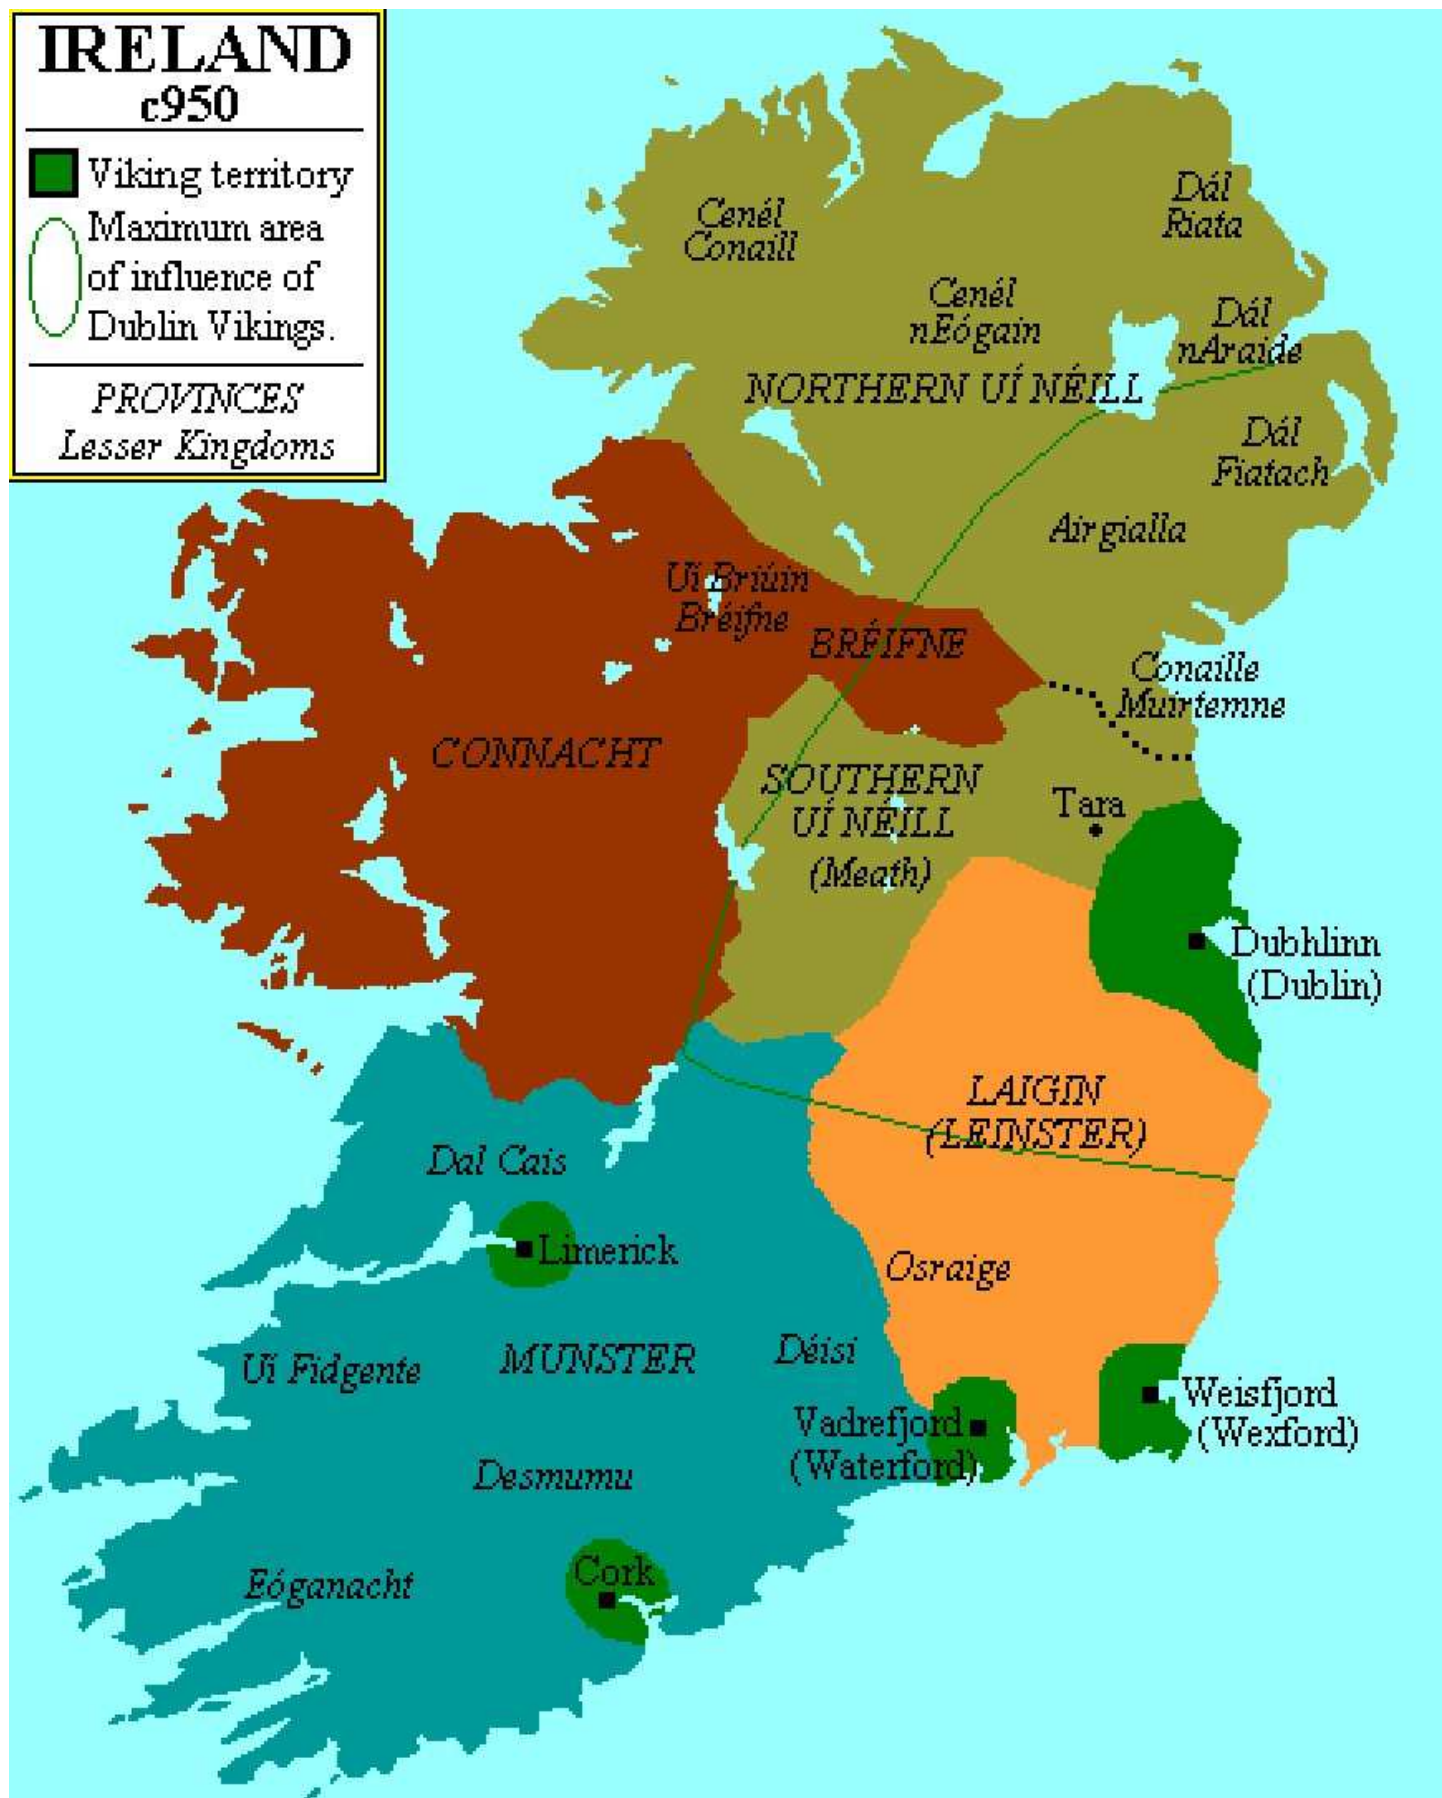 IRELAND
c950
Viking territory
Maximum area
of influence of
Dublin Vikings.
PROVINCES
Lesser Kingdoms
Cenél
Conaill
Dál
Riata
Cenél
nEógain
Dál
nAraide
NORTHERN UÍ NÉILL
Dál
Fiatach
Airgialla
Uí Briúin
Bréifne
BRÉIFNE
Conaille
Muirtemne
CONNACHT
SOUTHERN
UÍ NÉILL
(Meath)
Tara
Dubhlinn
(Dublin)
LAIGIN
(LEINSTER)
Dal Cais
Limerick
Osraige
Uí Fidgente
MUNSTER
Déisi
Weisfjord
(Wexford)
Vadrefjord
(Waterford)
Desmumu
Eóganacht
Cork